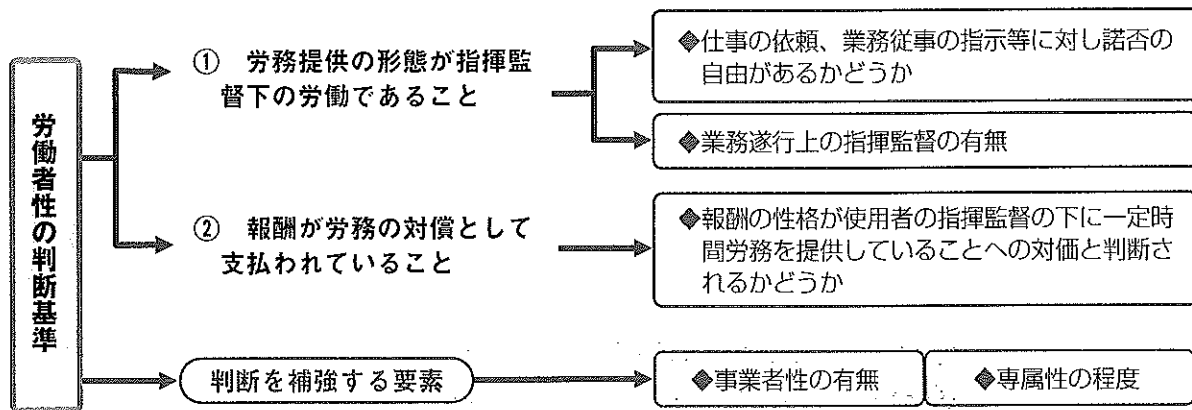 労働者性の判断基準
① 労務提供の形態が指揮監
督下の労働であること
◆仕事の依頼、業務従事の指示等に対し諾否の
自由があるかどうか
◆業務遂行上の指揮監督の有無
② 報酬が労務の対償として
支払われていること
◆報酬の性格が使用者の指揮監督の下に一定時
間労務を提供していることへの対価と判断さ
れるかどうか
判断を補強する要素
◆事業者性の有無
◆専属性の程度